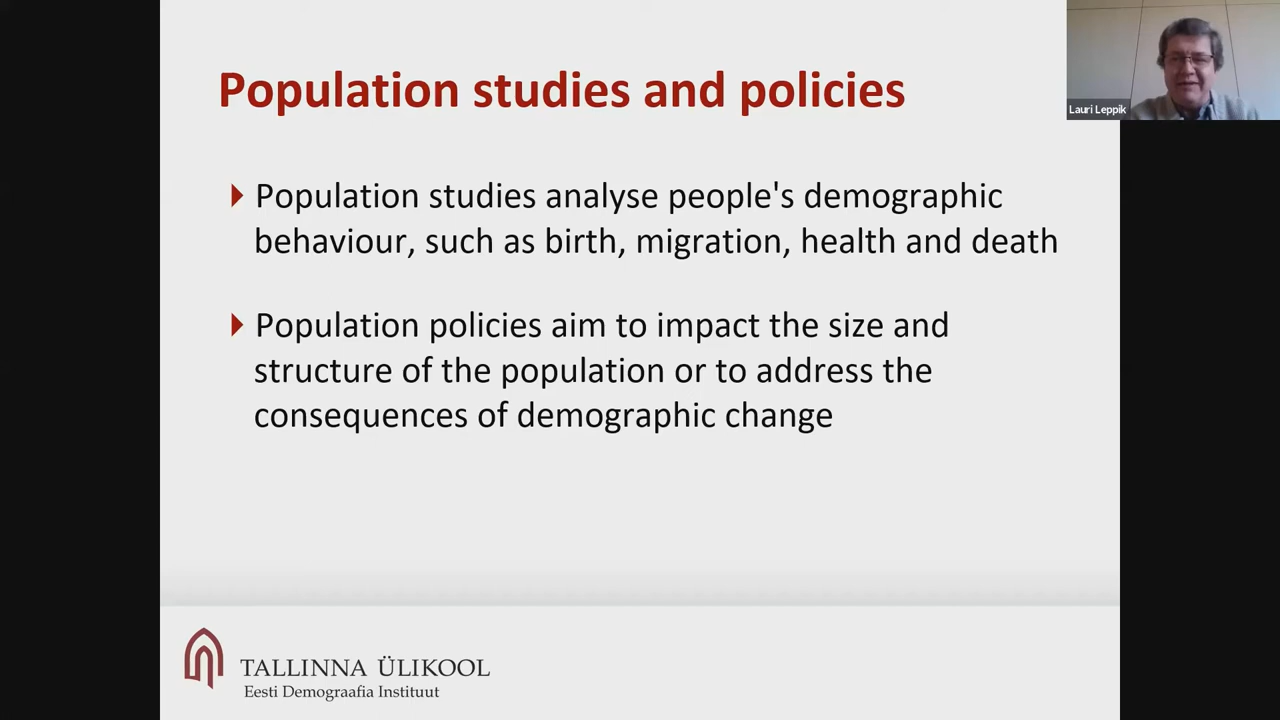 Population studies and policies
Lauri Leppik
Population studies analyse people's demographic
behaviour, such as birth, migration, health and death
Population policies aim to impact the size and
structure of the population or to address the
consequences of demographic change
TALLINNA ÜLIKOOL
Eesti Demograafia Instituut